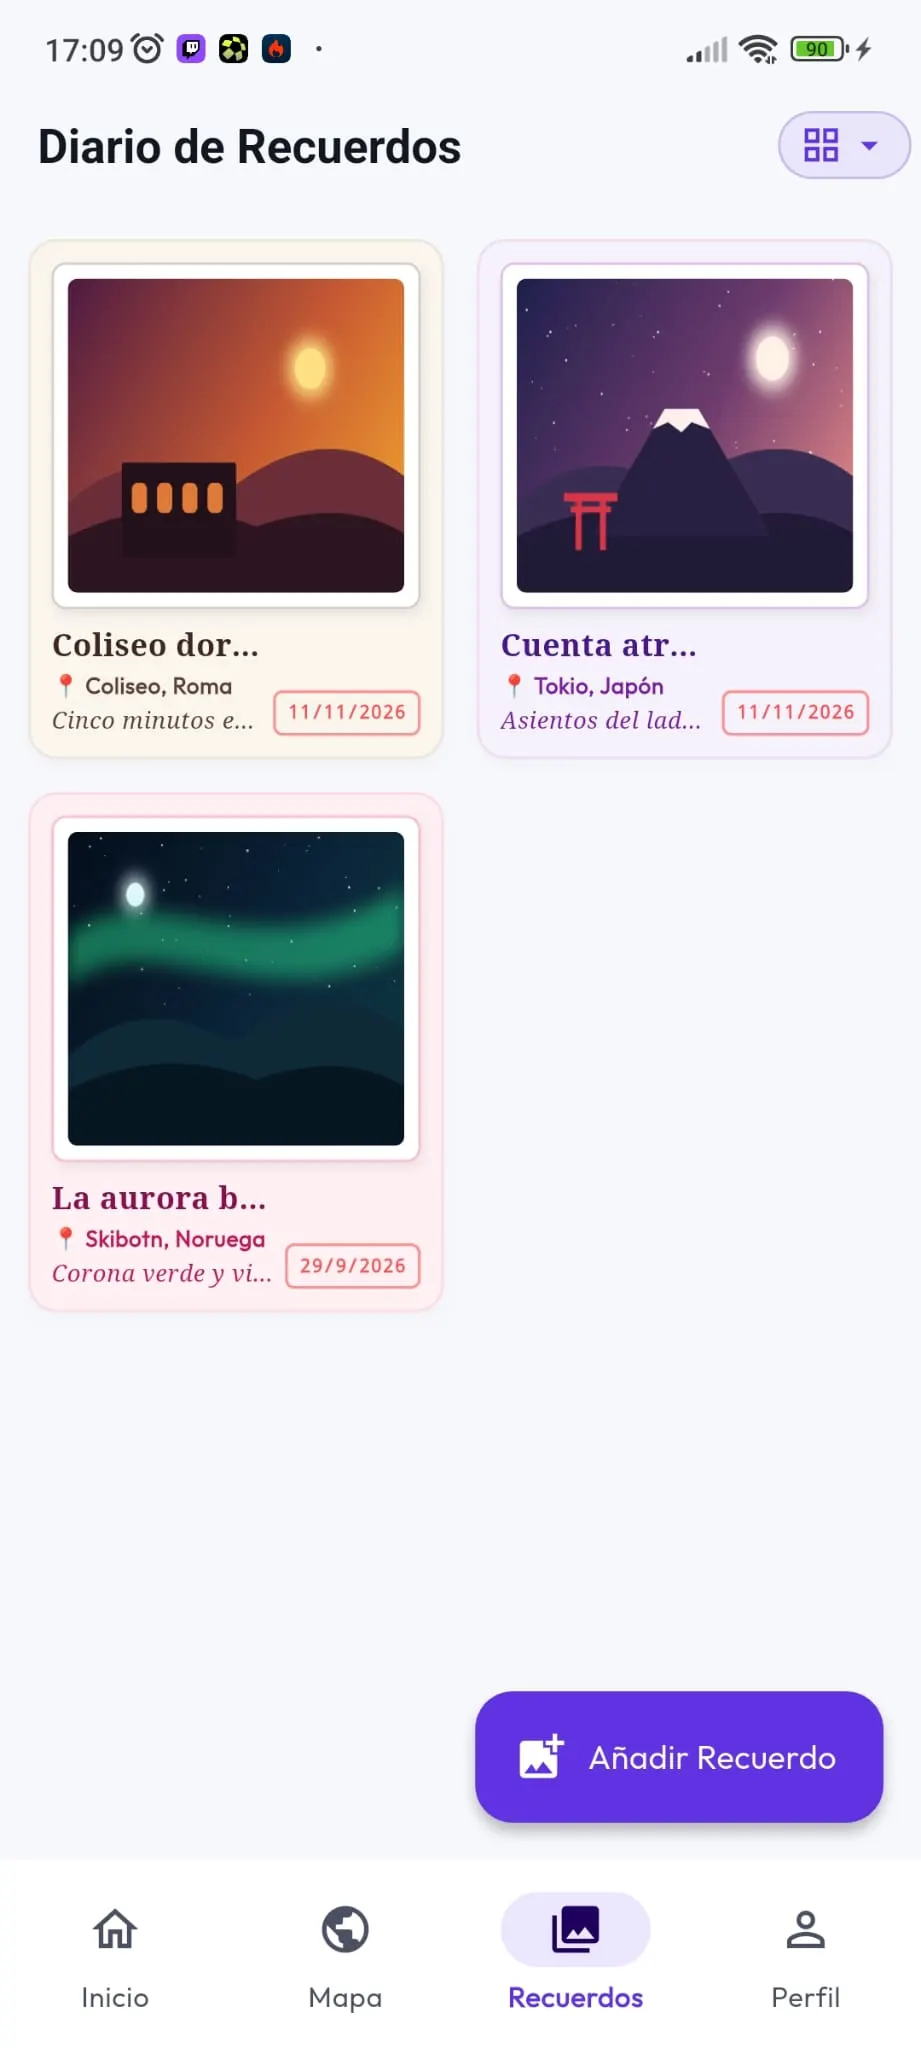 17:09
90
Diario de Recuerdos
Coliseo dor...
📍 Coliseo, Roma
Cinco minutos e...
11/11/2026
Cuenta atr...
📍 Tokio, Japón
Asientos del lad...
11/11/2026
La aurora b...
📍 Skibotn, Noruega
Corona verde y vi...
29/9/2026
Añadir Recuerdo
Inicio
Mapa
Recuerdos
Perfil